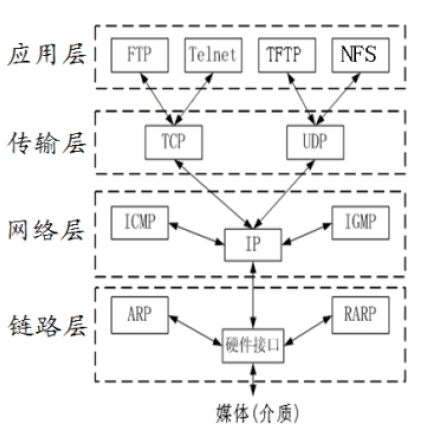 应用层 FTP Telnet TFTP NFS
传输层 TCP UDP
网络层 ICMP IP IGMP
链路层 ARP 硬件接口 RARP
媒体(介质)